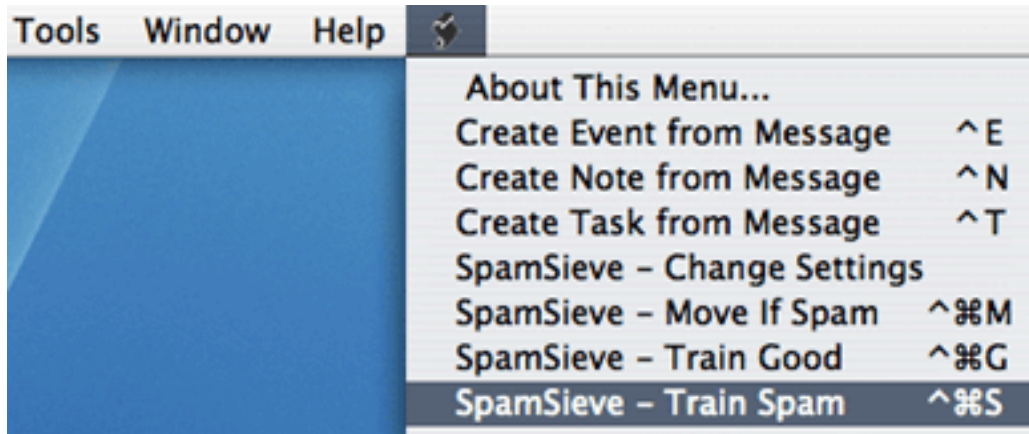 Tools Window Help
About This Menu...
Create Event from Message ^E
Create Note from Message ^N
Create Task from Message ^T
SpamSieve – Change Settings
SpamSieve – Move If Spam ^⌘M
SpamSieve – Train Good ^⌘G
SpamSieve – Train Spam ^⌘S